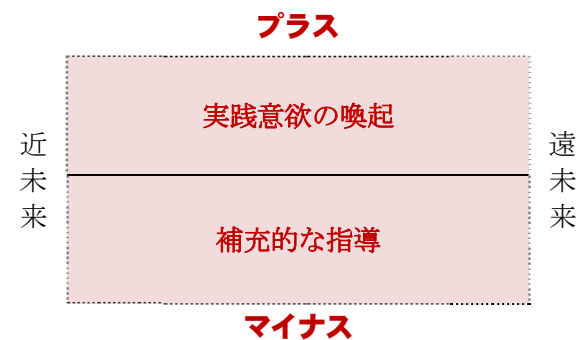 プラス
実践意欲の喚起
近未来
遠未来
補充的な指導
マイナス